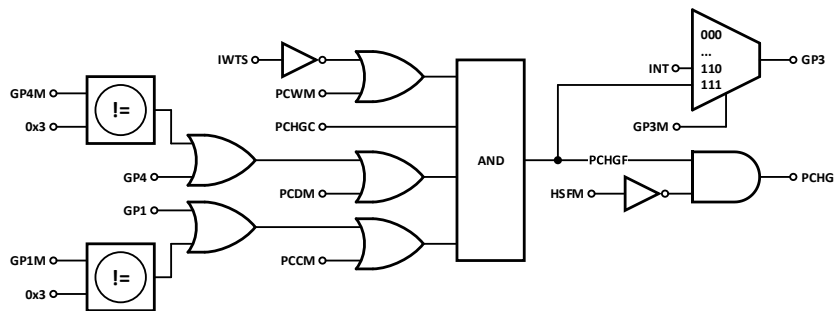 IWTS
PCWM
PCHGC
GP4M
!=
0x3
GP4
PCDM
GP1
GP1M
!=
0x3
PCCM
AND
000
...
110
111
INT
GP3
GP3M
PCHGF
HSFM
PCHG